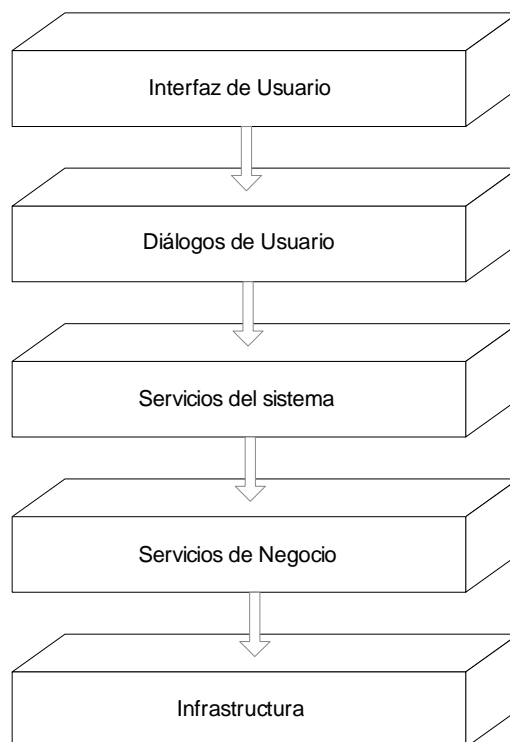 Interfaz de Usuario
Diálogos de Usuario
Servicios del sistema
Servicios de Negocio
Infrastructura